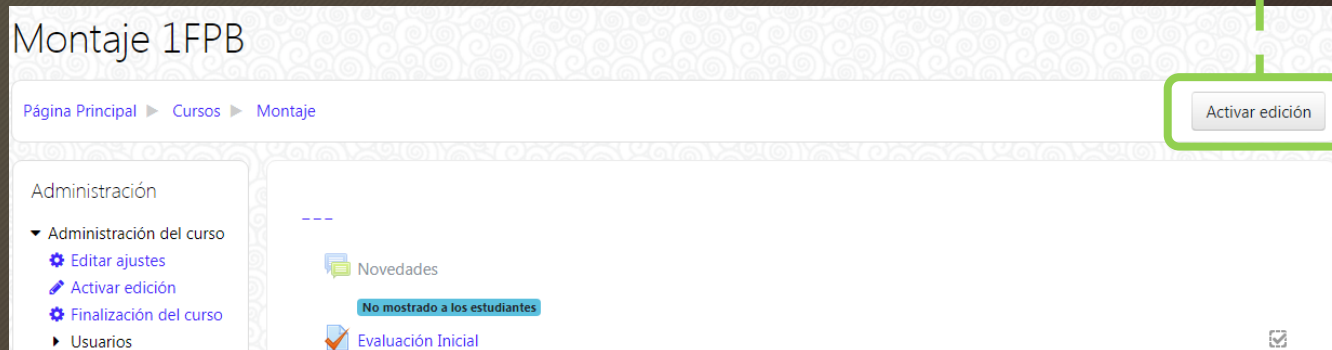 Montaje 1FPB
Página Principal ▶ Cursos ▶ Montaje
Activar edición
Administración
Administración del curso
Editar ajustes
Activar edición
Finalización del curso
Usuarios
---
Novedades
No mostrado a los estudiantes
Evaluación Inicial